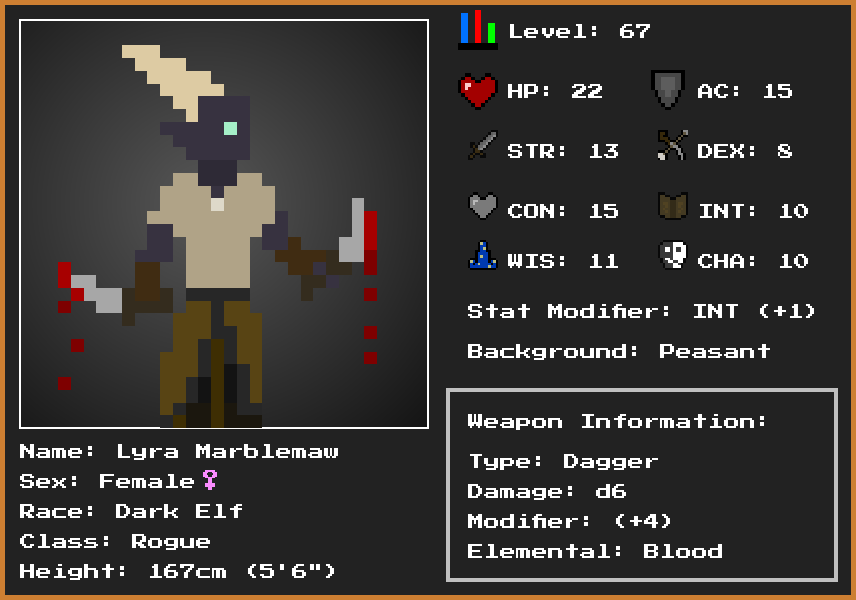 Level: 67
HP: 22 AC: 15
STR: 13 DEX: 8
CON: 15 INT: 10
WIS: 11 CHA: 10
Stat Modifier: INT (+1)
Background: Peasant
Weapon Information:
Type: Dagger
Damage: d6
Modifier: (+4)
Elemental: Blood
Name: Lyra Marblemaw
Sex: Female♀
Race: Dark Elf
Class: Rogue
Height: 167cm (5'6")